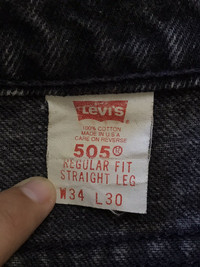 Levi's
100% COTTON
MADE IN U.S.A
CARE ON REVERSE
505®
REGULAR FIT
STRAIGHT LEG
W34 L30